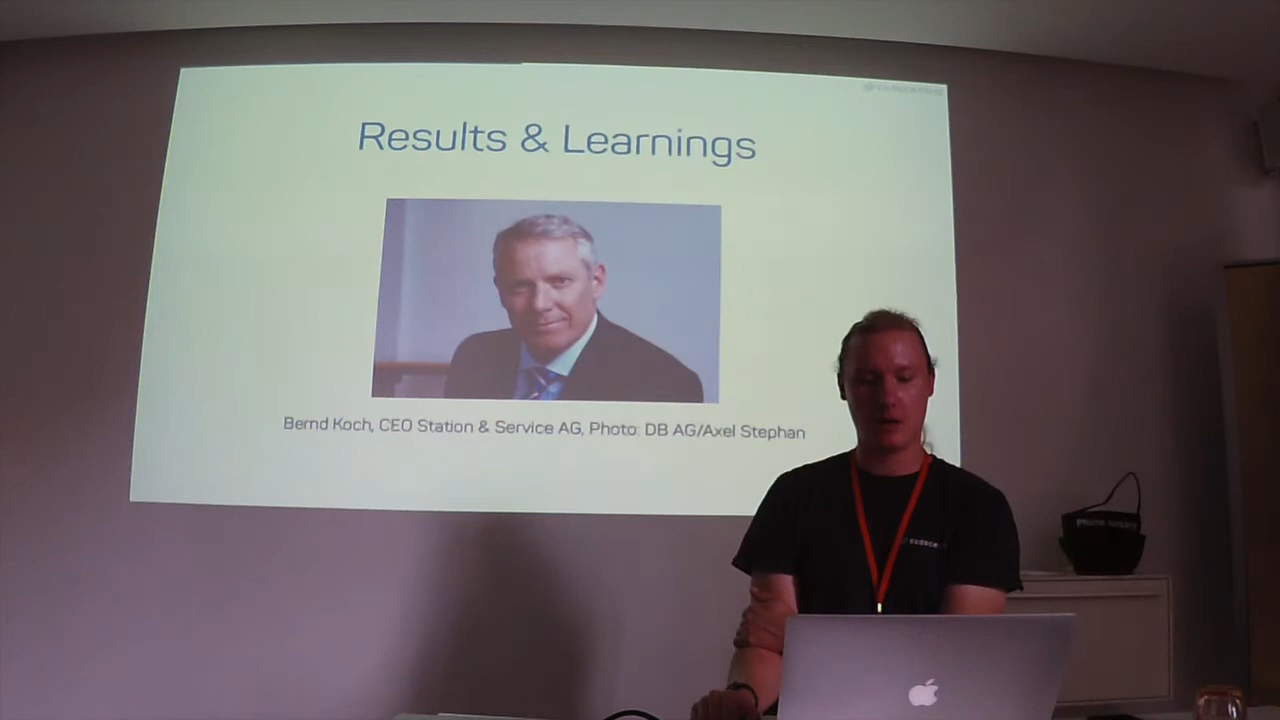 Results & Learnings
Bernd Koch, CEO Station & Service AG, Photo: DB AG/Axel Stephan